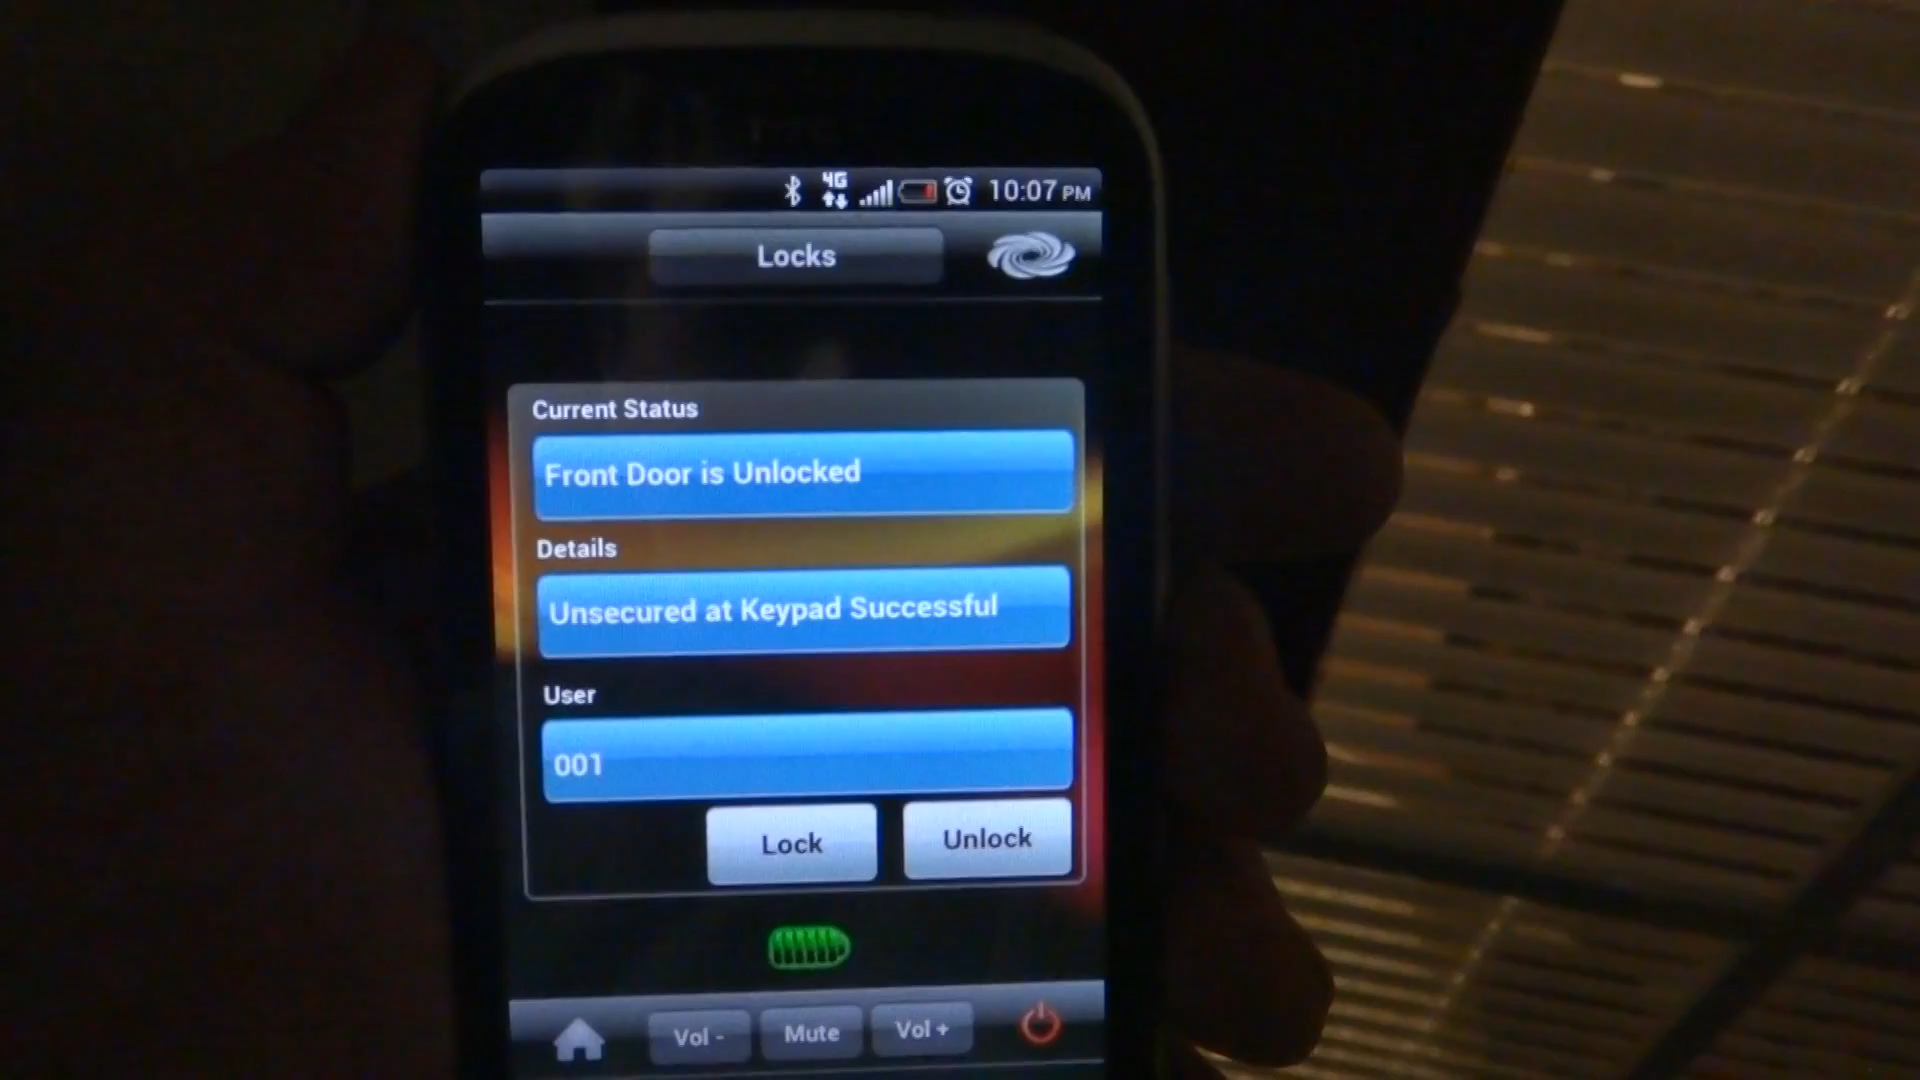 4G
10:07 PM
Locks
Current Status
Front Door is Unlocked
Details
Unsecured at Keypad Successful
User
001
Lock
Unlock
Vol -
Mute
Vol +